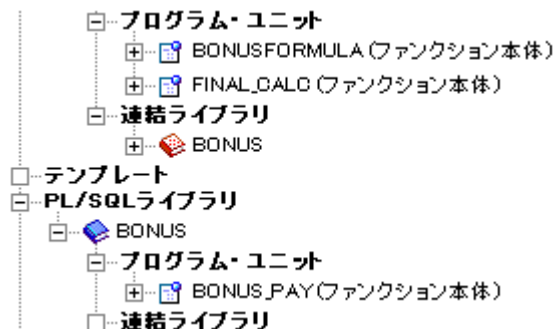 プログラム・ユニット
BONUSFORMULA(ファンクション本体)
FINAL_CALC(ファンクション本体)
連結ライブラリ
BONUS
テンプレート
PL/SQLライブラリ
BONUS
プログラム・ユニット
BONUS_PAY(ファンクション本体)
連結ライブラリ